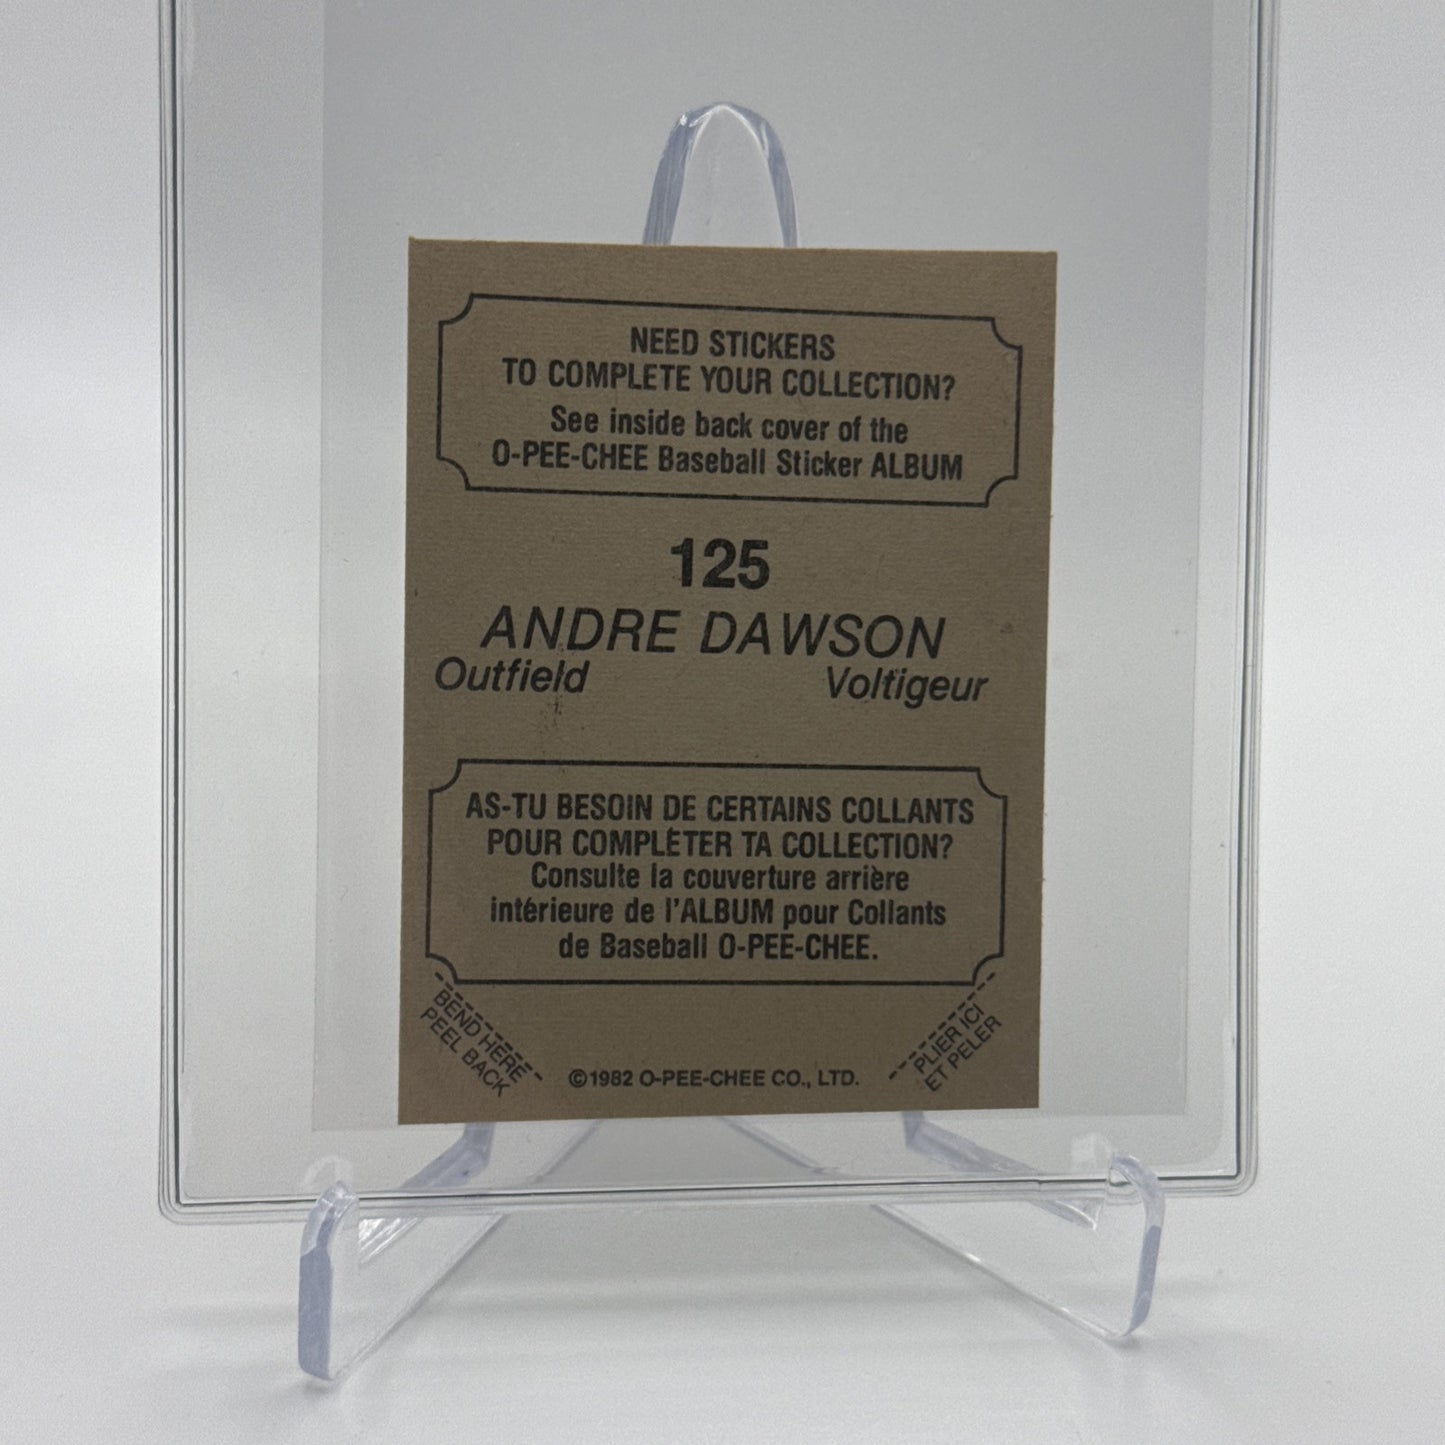 NEED STICKERS
TO COMPLETE YOUR COLLECTION?
See inside back cover of the
O-PEE-CHEE Baseball Sticker ALBUM
125
ANDRE DAWSON
Outfield Voltigeur
AS-TU BESOIN DE CERTAINS COLLANTS
POUR COMPLÉTER TA COLLECTION?
Consulte la couverture arrière
intérieure de l'ALBUM pour Collants
de Baseball O-PEE-CHEE.
BEND HERE
PEEL BACK
©1982 O-PEE-CHEE CO., LTD.
PLIER ICI
ET PELER